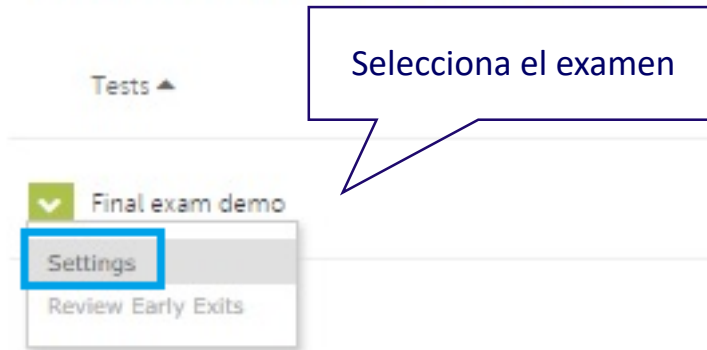 Selecciona el examen
Tests
Final exam demo
Settings
Review Early Exits